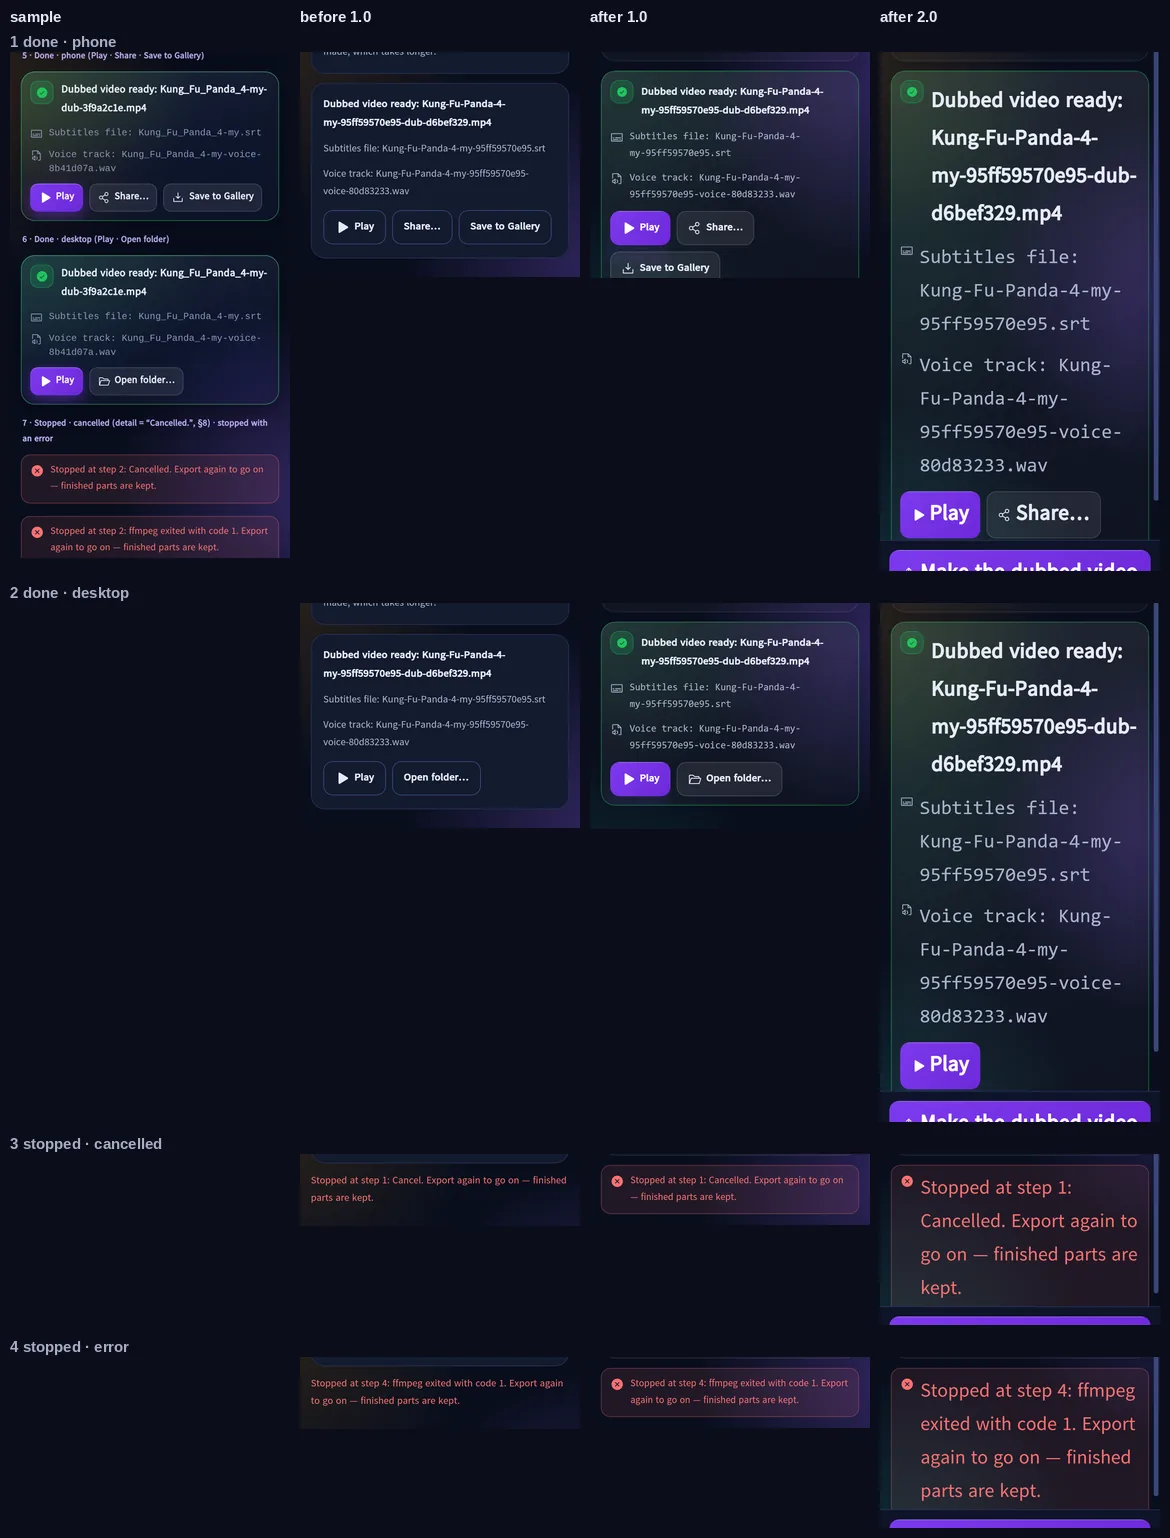 sample
before 1.0
after 1.0
after 2.0
1 done · phone
5 · Done · phone (Play · Share · Save to Gallery)
Dubbed video ready: Kung_Fu_Panda_4-my-
dub-3f9a2c1e.mp4
Subtitles file: Kung_Fu_Panda_4-my.srt
Voice track: Kung_Fu_Panda_4-my-voice-
8b41d07a.wav
Play
Share...
Save to Gallery
6 · Done · desktop (Play · Open folder)
Dubbed video ready: Kung_Fu_Panda_4-my-
dub-3f9a2c1e.mp4
Subtitles file: Kung_Fu_Panda_4-my.srt
Voice track: Kung_Fu_Panda_4-my-voice-
8b41d07a.wav
Play
Open folder...
7 · Stopped · cancelled (detail = "Cancelled.", §8) · stopped with
an error
Stopped at step 2: Cancelled. Export again to go on
— finished parts are kept.
Stopped at step 2: ffmpeg exited with code 1. Export
again to go on — finished parts are kept.
made, which takes longer.
Dubbed video ready: Kung-Fu-Panda-4-
my-95ff59570e95-dub-d6bef329.mp4
Subtitles file: Kung-Fu-Panda-4-my-95ff59570e95.srt
Voice track: Kung-Fu-Panda-4-my-95ff59570e95-
voice-80d83233.wav
Play
Share...
Save to Gallery
Dubbed video ready: Kung-Fu-Panda-4-
my-95ff59570e95-dub-d6bef329.mp4
Subtitles file: Kung-Fu-Panda-4-
my-95ff59570e95.srt
Voice track: Kung-Fu-Panda-4-my-
95ff59570e95-voice-80d83233.wav
Play
Share...
Save to Gallery
Dubbed video ready:
Kung-Fu-Panda-4-
my-95ff59570e95-dub-
d6bef329.mp4
Subtitles file:
Kung-Fu-Panda-4-my-
95ff59570e95.srt
Voice track: Kung-
Fu-Panda-4-my-
95ff59570e95-voice-
80d83233.wav
Play
Share...
Make the dubbed video
2 done · desktop
made, which takes longer.
Dubbed video ready: Kung-Fu-Panda-4-
my-95ff59570e95-dub-d6bef329.mp4
Subtitles file: Kung-Fu-Panda-4-my-95ff59570e95.srt
Voice track: Kung-Fu-Panda-4-my-95ff59570e95-
voice-80d83233.wav
Play
Open folder...
Dubbed video ready: Kung-Fu-Panda-4-
my-95ff59570e95-dub-d6bef329.mp4
Subtitles file: Kung-Fu-Panda-4-
my-95ff59570e95.srt
Voice track: Kung-Fu-Panda-4-my-
95ff59570e95-voice-80d83233.wav
Play
Open folder...
Dubbed video ready:
Kung-Fu-Panda-4-
my-95ff59570e95-dub-
d6bef329.mp4
Subtitles file:
Kung-Fu-Panda-4-my-
95ff59570e95.srt
Voice track: Kung-
Fu-Panda-4-my-
95ff59570e95-voice-
80d83233.wav
Play
Make the dubbed video
3 stopped · cancelled
Stopped at step 1: Cancel. Export again to go on — finished
parts are kept.
Stopped at step 1: Cancelled. Export again to go on
— finished parts are kept.
Stopped at step 1:
Cancelled. Export again to
go on — finished parts are
kept.
4 stopped · error
Stopped at step 4: ffmpeg exited with code 1. Export again
to go on — finished parts are kept.
Stopped at step 4: ffmpeg exited with code 1. Export
again to go on — finished parts are kept.
Stopped at step 4: ffmpeg
exited with code 1. Export
again to go on — finished
parts are kept.